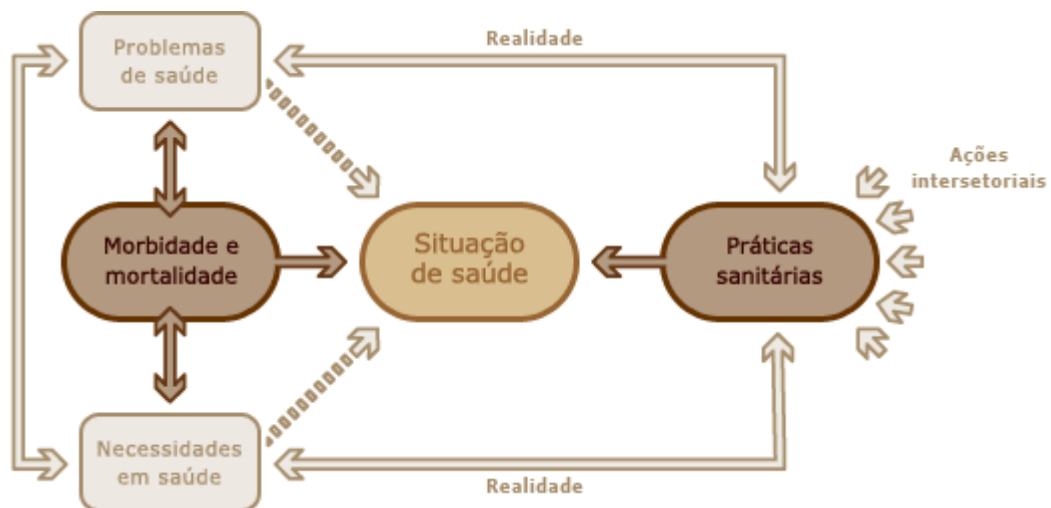 Problemas
de saúde
Realidade
Ações
intersetoriais
Morbidade e
mortalidade
Situação
de saúde
Práticas
sanitárias
Necessidades
em saúde
Realidade